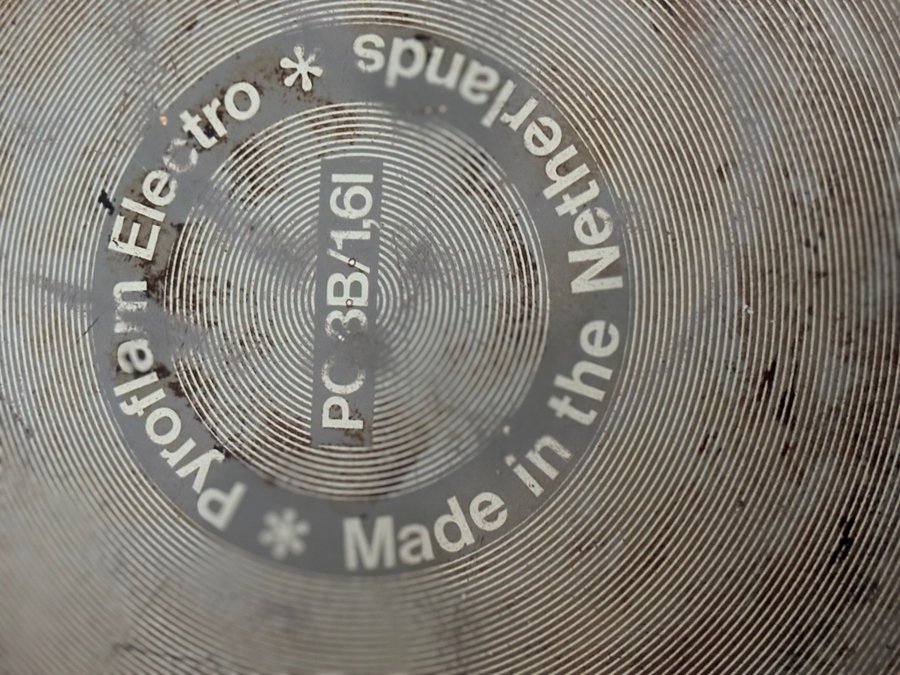 Pyroflam Electro * Made in the Netherlands *
PC 3B/1,6l